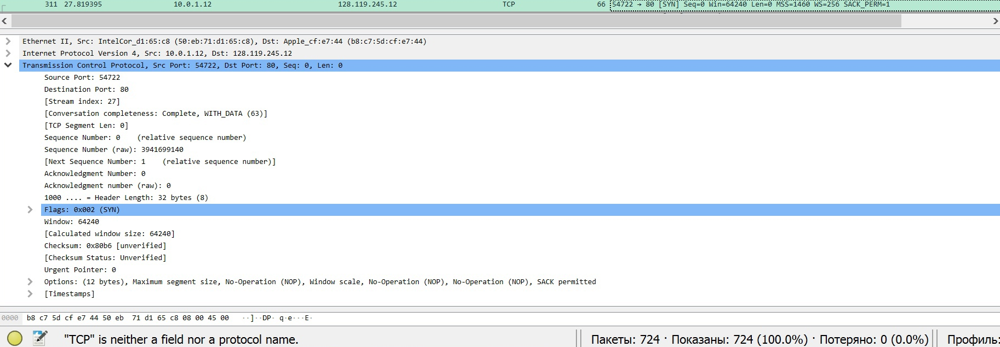 311 27.819395 10.0.1.12 128.119.245.12 TCP 66 54722 → 80 [SYN] Seq=0 Win=64240 Len=0 MSS=1460 WS=256 SACK_PERM=1
Ethernet II, Src: IntelCor_d1:65:c8 (50:eb:71:d1:65:c8), Dst: Apple_cf:e7:44 (b8:c7:5d:cf:e7:44)
Internet Protocol Version 4, Src: 10.0.1.12, Dst: 128.119.245.12
Transmission Control Protocol, Src Port: 54722, Dst Port: 80, Seq: 0, Len: 0
Source Port: 54722
Destination Port: 80
[Stream index: 27]
[Conversation completeness: Complete, WITH_DATA (63)]
[TCP Segment Len: 0]
Sequence Number: 0 (relative sequence number)
Sequence Number (raw): 3941699140
[Next Sequence Number: 1 (relative sequence number)]
Acknowledgment Number: 0
Acknowledgment number (raw): 0
1000 .... = Header Length: 32 bytes (8)
Flags: 0x002 (SYN)
Window: 64240
[Calculated window size: 64240]
Checksum: 0x80b6 [unverified]
[Checksum Status: Unverified]
Urgent Pointer: 0
Options: (12 bytes), Maximum segment size, No-Operation (NOP), Window scale, No-Operation (NOP), No-Operation (NOP), SACK permitted
[Timestamps]
0000 b8 c7 5d cf e7 44 50 eb 71 d1 65 c8 08 00 45 00 ··]··DP· q·e···E·
"TCP" is neither a field nor a protocol name. Пакеты: 724 · Показаны: 724 (100.0%) · Потеряно: 0 (0.0%) Профиль: